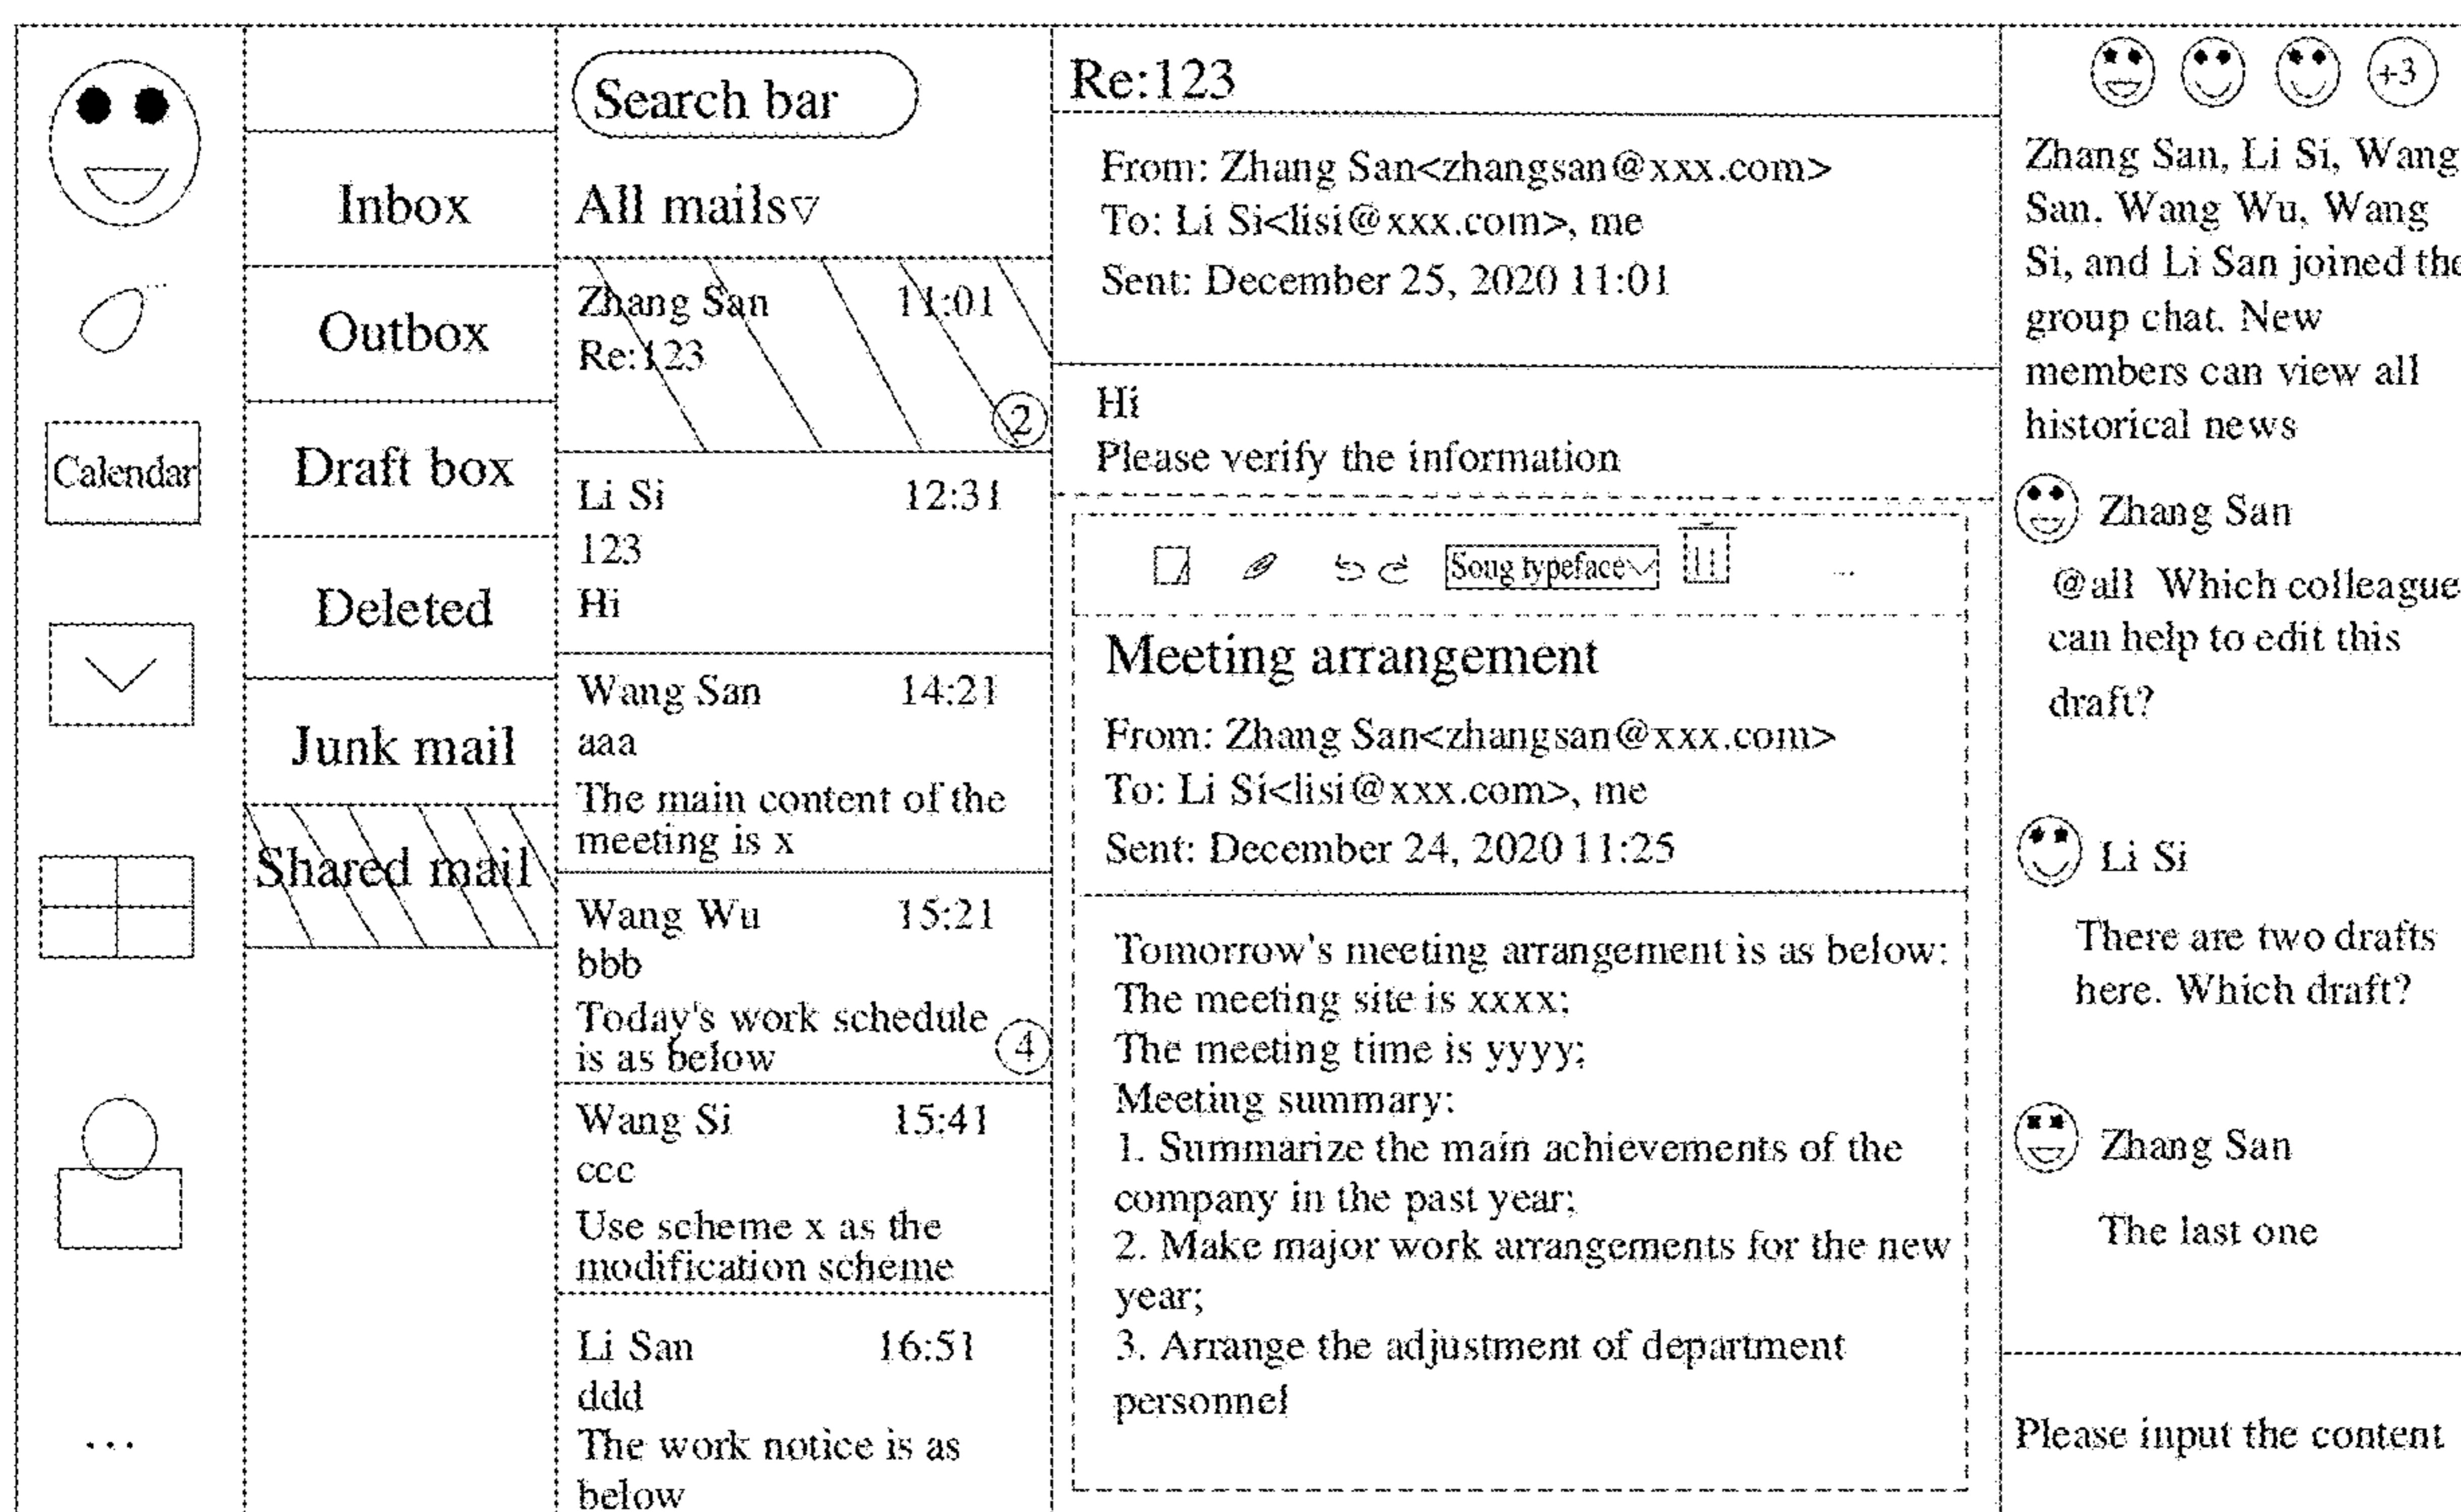 Calendar
...
Inbox
Outbox
Draft box
Deleted
Junk mail
Shared mail
Search bar
All mails
Zhang San 11:01
Re:123
2
Li Si 12:31
123
Hi
Wang San 14:21
aaa
The main content of the
meeting is x
Wang Wu 15:21
bbb
Today's work schedule
is as below
4
Wang Si 15:41
ccc
Use scheme x as the
modification scheme
Li San 16:51
ddd
The work notice is as
below
Re:123
From: Zhang San<zhangsan@xxx.com>
To: Li Si<lisi@xxx.com>, me
Sent: December 25, 2020 11:01
Hi
Please verify the information
Song typeface
...
Meeting arrangement
From: Zhang San<zhangsan@xxx.com>
To: Li Si<lisi@xxx.com>, me
Sent: December 24, 2020 11:25
Tomorrow's meeting arrangement is as below:
The meeting site is xxxx;
The meeting time is yyyy;
Meeting summary:
1. Summarize the main achievements of the
company in the past year;
2. Make major work arrangements for the new
year;
3. Arrange the adjustment of department
personnel
+3
Zhang San, Li Si, Wang
San. Wang Wu, Wang
Si, and Li San joined the
group chat. New
members can view all
historical news
Zhang San
@all Which colleague
can help to edit this
draft?
Li Si
There are two drafts
here. Which draft?
Zhang San
The last one
Please input the content